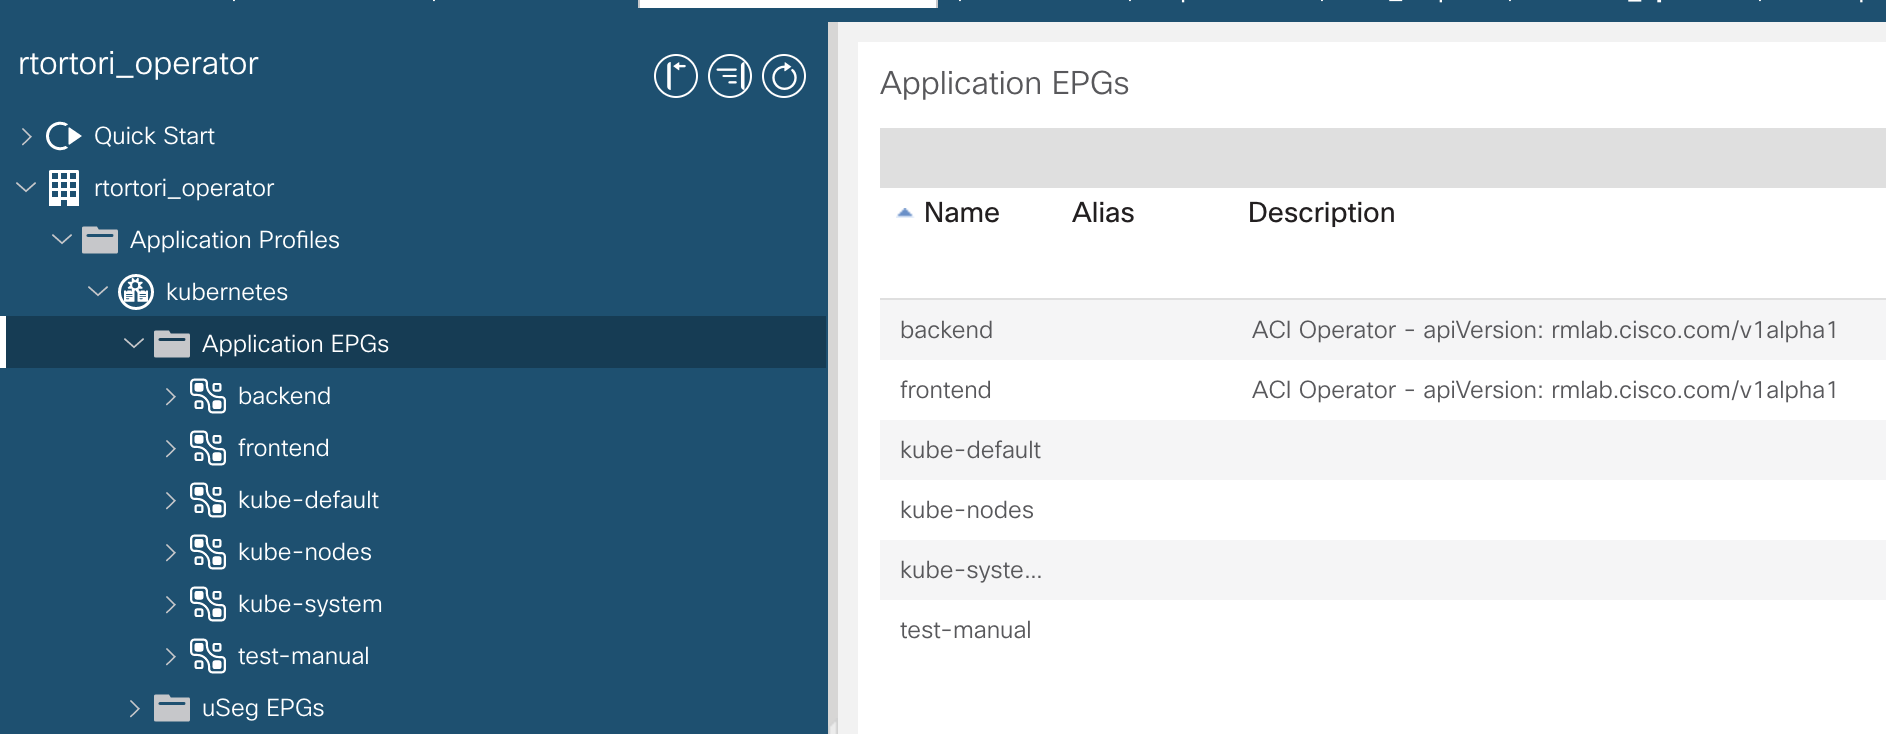 rtortori_operator
Quick Start
rtortori_operator
Application Profiles
kubernetes
Application EPGs
backend
frontend
kube-default
kube-nodes
kube-system
test-manual
uSeg EPGs
Application EPGs
Name Alias Description
backend ACI Operator - apiVersion: rmlab.cisco.com/v1alpha1
frontend ACI Operator - apiVersion: rmlab.cisco.com/v1alpha1
kube-default
kube-nodes
kube-syste...
test-manual